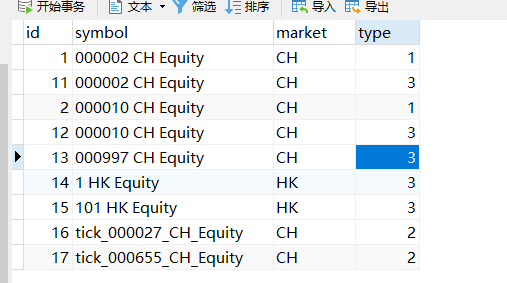 开始事务 文本 筛选 排序 导入 导出
id symbol market type
1 000002 CH Equity CH 1
11 000002 CH Equity CH 3
2 000010 CH Equity CH 1
12 000010 CH Equity CH 3
13 000997 CH Equity CH 3
14 1 HK Equity HK 3
15 101 HK Equity HK 3
16 tick_000027_CH_Equity CH 2
17 tick_000655_CH_Equity CH 2